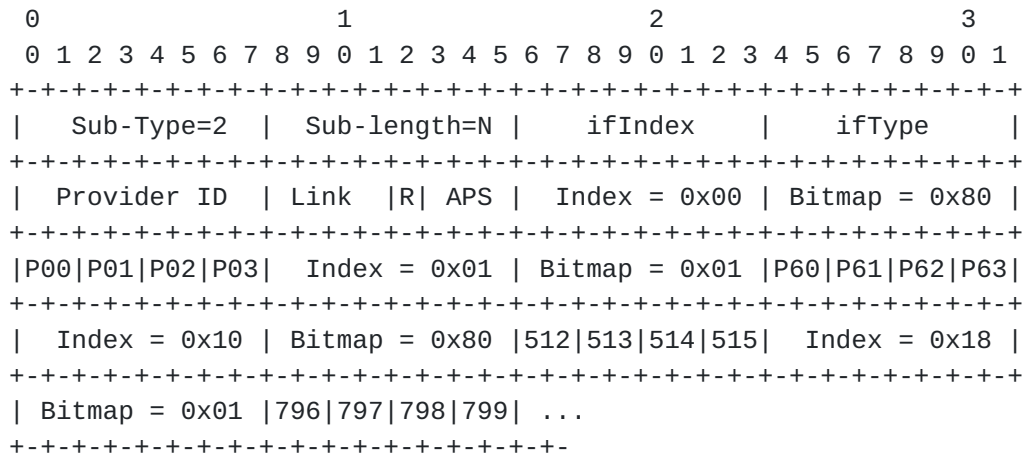 0                   1                   2                   3
 0 1 2 3 4 5 6 7 8 9 0 1 2 3 4 5 6 7 8 9 0 1 2 3 4 5 6 7 8 9 0 1
+-+-+-+-+-+-+-+-+-+-+-+-+-+-+-+-+-+-+-+-+-+-+-+-+-+-+-+-+-+-+-+-+
|   Sub-Type=2  | Sub-length=N |    ifIndex    |    ifType     |
+-+-+-+-+-+-+-+-+-+-+-+-+-+-+-+-+-+-+-+-+-+-+-+-+-+-+-+-+-+-+-+-+
|  Provider ID  | Link  |R| APS |  Index = 0x00 | Bitmap = 0x80 |
+-+-+-+-+-+-+-+-+-+-+-+-+-+-+-+-+-+-+-+-+-+-+-+-+-+-+-+-+-+-+-+-+
|P00|P01|P02|P03|  Index = 0x01 | Bitmap = 0x01 |P60|P61|P62|P63|
+-+-+-+-+-+-+-+-+-+-+-+-+-+-+-+-+-+-+-+-+-+-+-+-+-+-+-+-+-+-+-+-+
|  Index = 0x10 | Bitmap = 0x80 |512|513|514|515|  Index = 0x18 |
+-+-+-+-+-+-+-+-+-+-+-+-+-+-+-+-+-+-+-+-+-+-+-+-+-+-+-+-+-+-+-+-+
| Bitmap = 0x01 |796|797|798|799| ...
+-+-+-+-+-+-+-+-+-+-+-+-+-+-+-+-+-+-